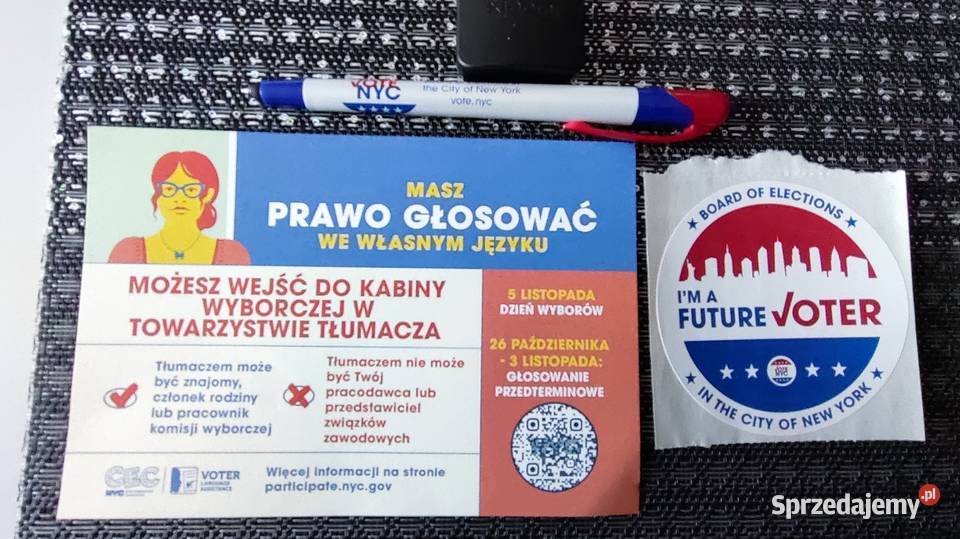 VOTE
NYC
the City of New York
vote.nyc
MASZ
PRAWO GŁOSOWAĆ
WE WŁASNYM JĘZYKU
MOŻESZ WEJŚĆ DO KABINY
WYBORCZEJ W
TOWARZYSTWIE TŁUMACZA
Tłumaczem może
być znajomy,
członek rodziny
lub pracownik
komisji wyborczej
Tłumaczem nie może
być Twój
pracodawca lub
przedstawiciel
związków
zawodowych
5 LISTOPADA
DZIEŃ WYBORÓW
26 PAŹDZIERNIKA
- 3 LISTOPADA:
GŁOSOWANIE
PRZEDTERMINOWE
CEC
NYC
VOTER
LANGUAGE
ASSISTANCE
Więcej informacji na stronie
participate.nyc.gov
BOARD OF ELECTIONS
I'M A
FUTURE VOTER
VOTE
NYC
IN THE CITY OF NEW YORK
Sprzedajemy.pl